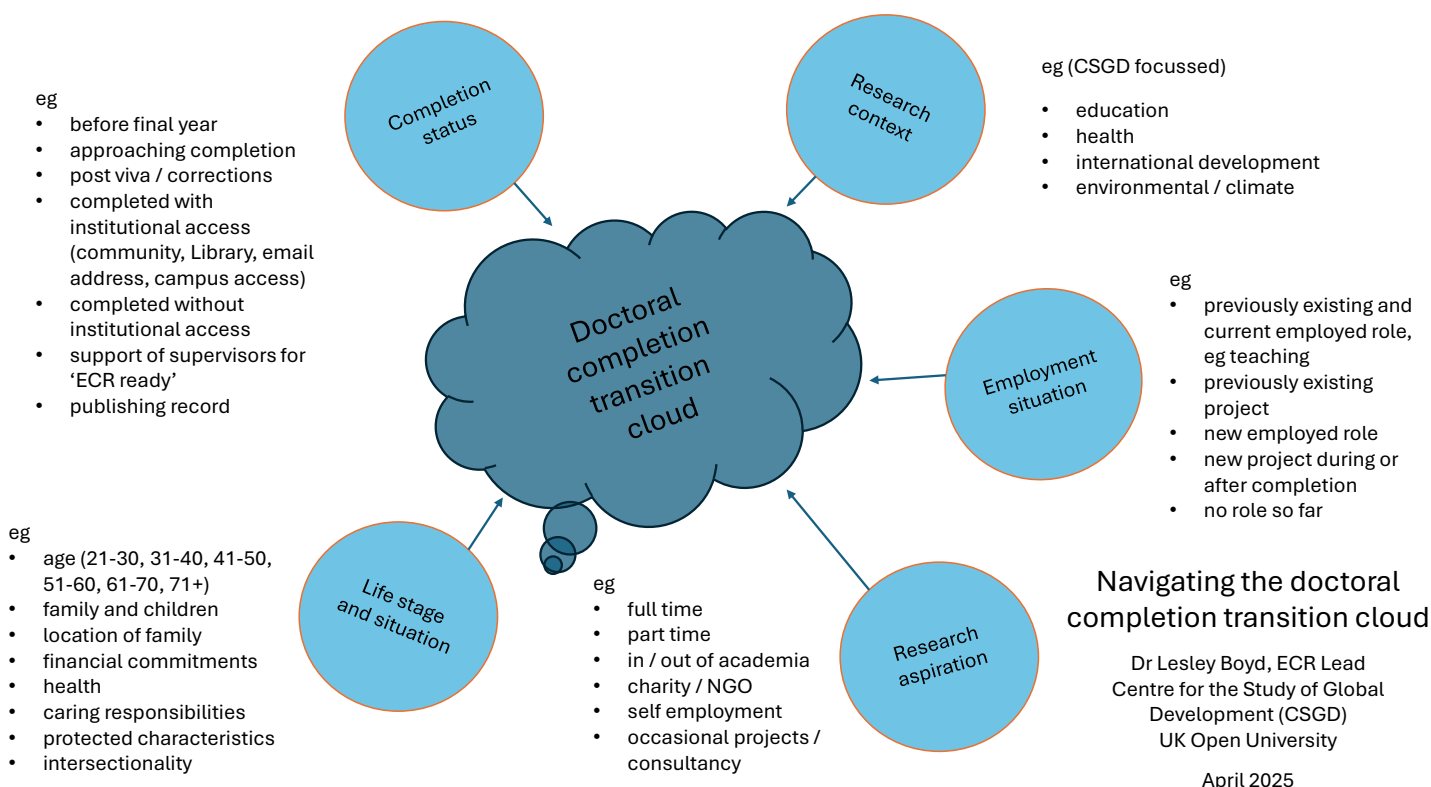 Completion
status
eg
• before final year
• approaching completion
• post viva / corrections
• completed with
institutional access
(community, Library, email
address, campus access)
• completed without
institutional access
• support of supervisors for
‘ECR ready’
• publishing record
Research
context
eg (CSGD focussed)
• education
• health
• international development
• environmental / climate
Doctoral
completion
transition
cloud
Employment
situation
eg
• previously existing and
current employed role,
eg teaching
• previously existing
project
• new employed role
• new project during or
after completion
• no role so far
Life stage
and situation
eg
• age (21-30, 31-40, 41-50,
51-60, 61-70, 71+)
• family and children
• location of family
• financial commitments
• health
• caring responsibilities
• protected characteristics
• intersectionality
Research
aspiration
eg
• full time
• part time
• in / out of academia
• charity / NGO
• self employment
• occasional projects /
consultancy
Navigating the doctoral
completion transition cloud
Dr Lesley Boyd, ECR Lead
Centre for the Study of Global
Development (CSGD)
UK Open University
April 2025